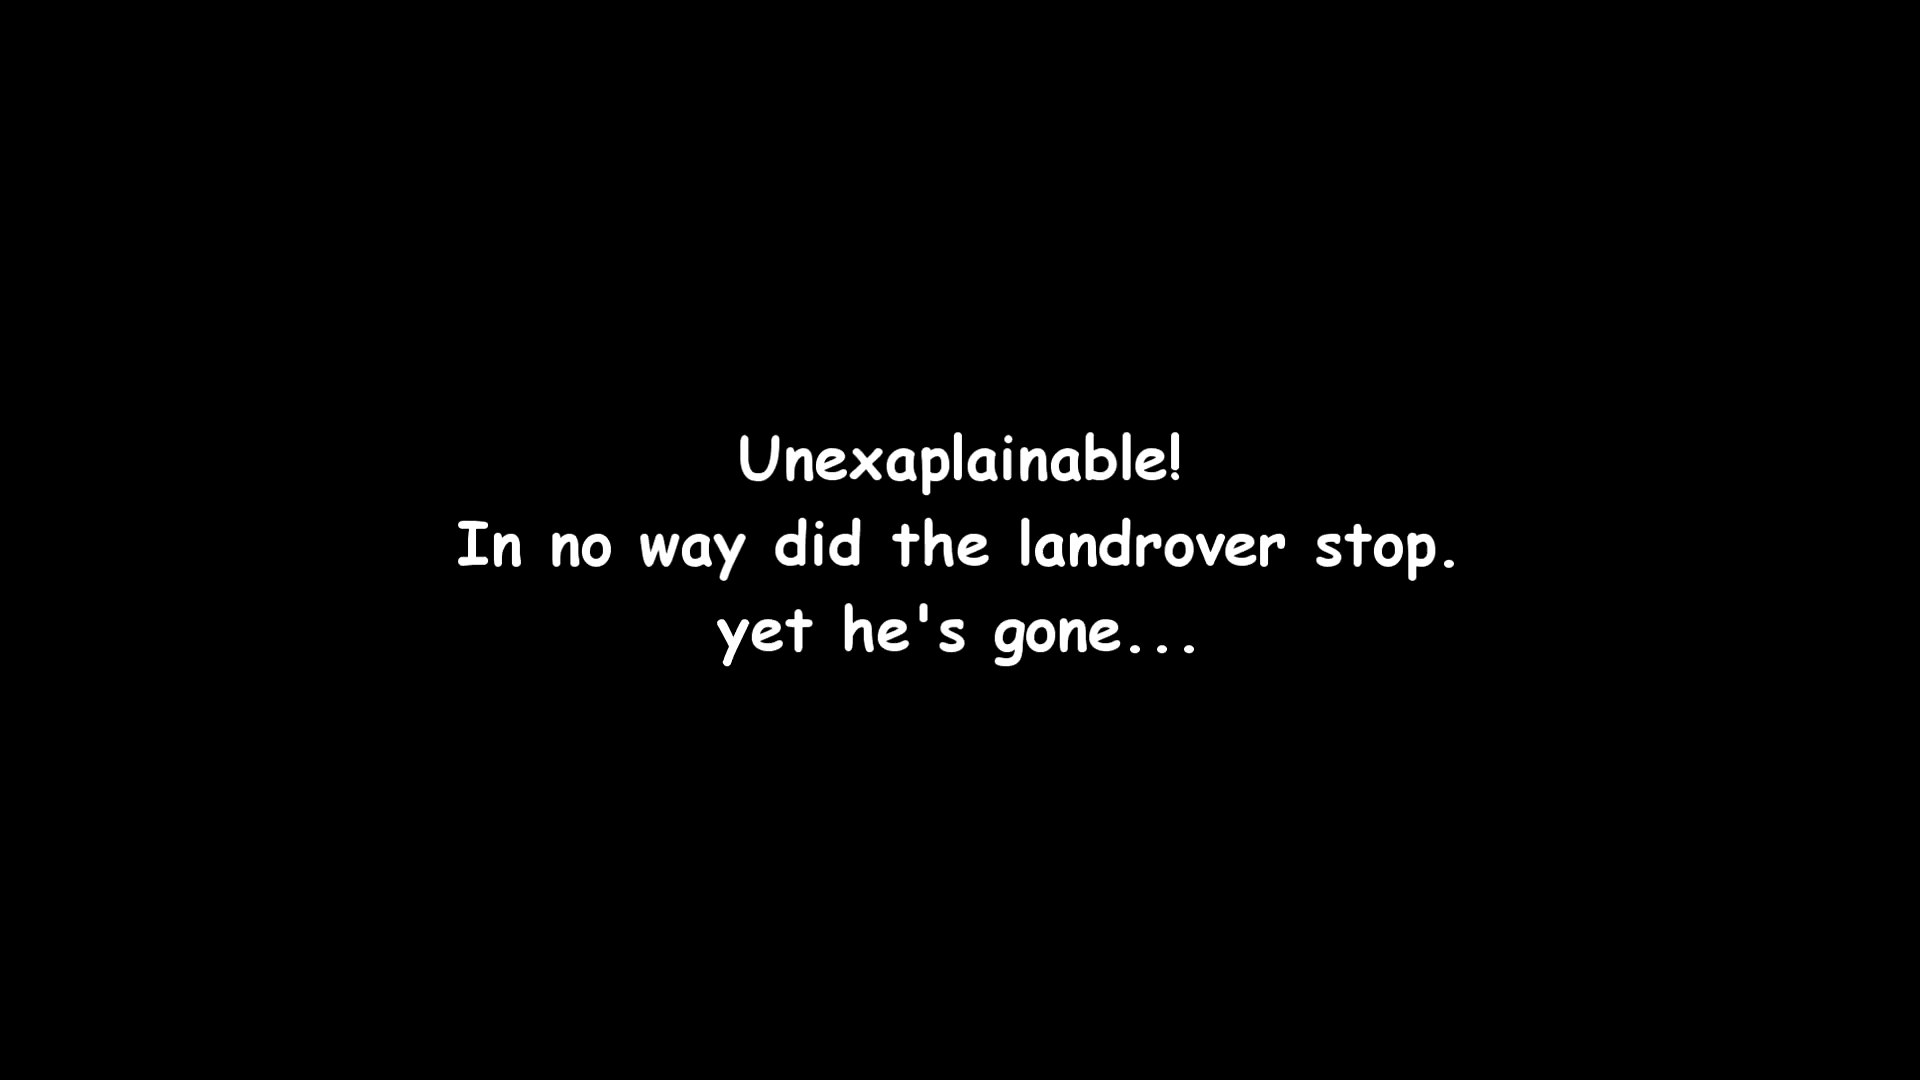 Unexaplainable!
In no way did the landrover stop.
yet he's gone...